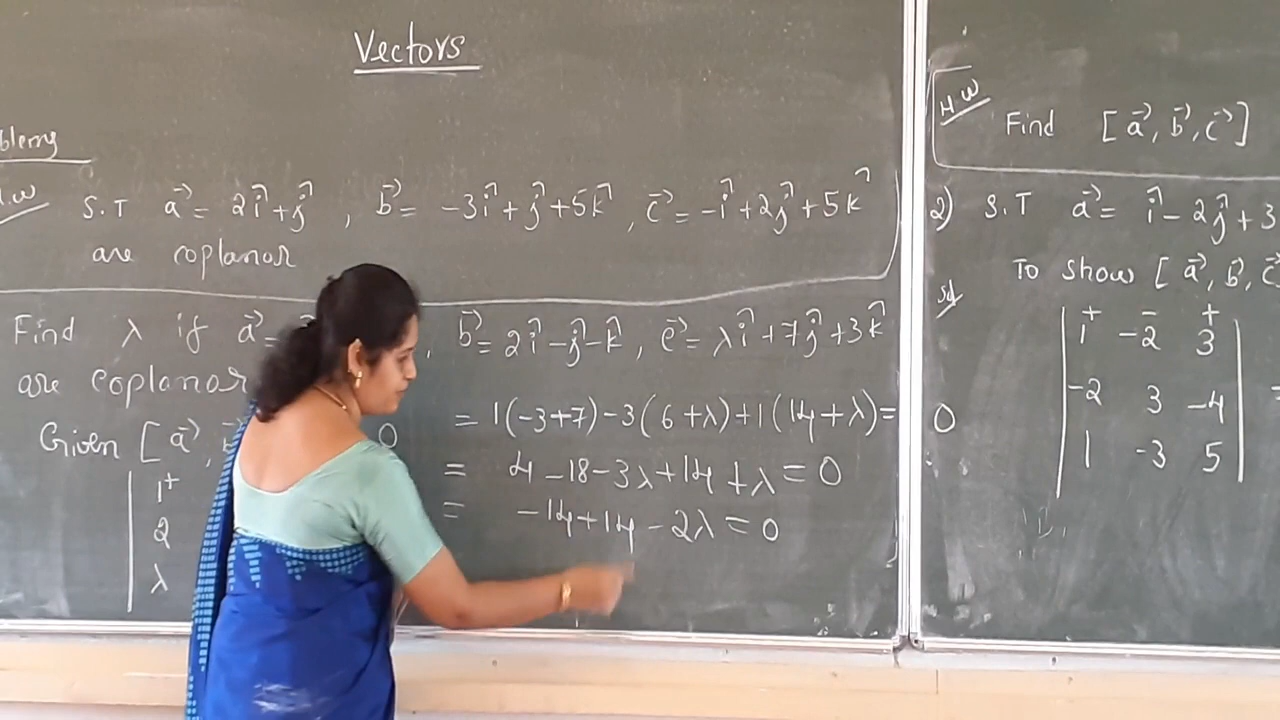 Vectors
S.T a⃗ = 2î+ĵ , b⃗ = -3î+ĵ+5k̂ , c⃗ = -î+2ĵ+5k̂
are coplanar
Find λ if a⃗ = , b⃗ = 2î-ĵ-k̂ , c⃗ = λî+7ĵ+3k̂
are coplanar
Given [a⃗, 0 = 1(-3+7)-3(6+λ)+1(14+λ)= 0
= 4-18-3λ+14+λ=0
= -14+14-2λ=0
1+
2
λ
H.W
Find [a⃗, b⃗, c⃗]
2) S.T a⃗ = î-2ĵ+3
Sol To show [a⃗, b⃗, c⃗
+ - +
1 -2 3
-2 3 -4 =
1 -3 5